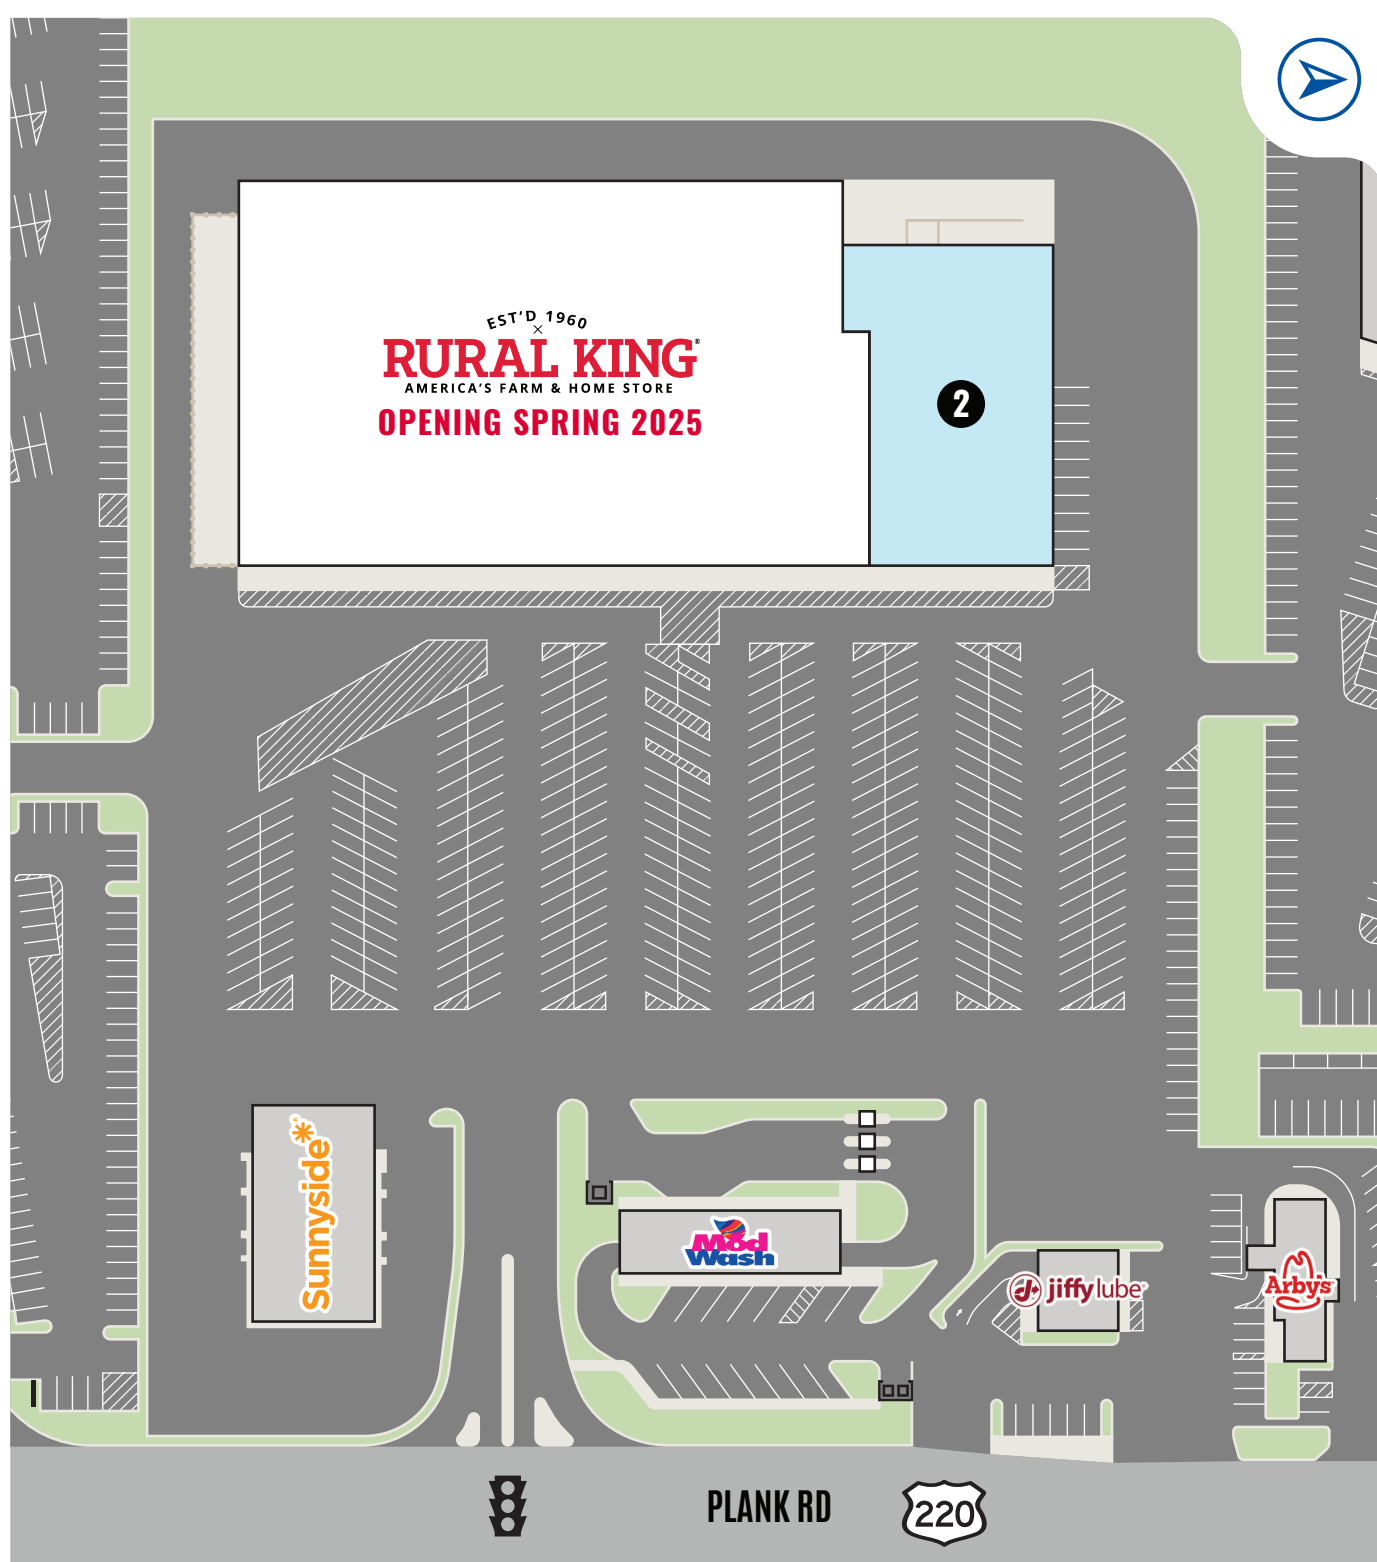 EST'D 1960
RURAL KING®
AMERICA'S FARM & HOME STORE
OPENING SPRING 2025
2
Sunnyside
Mod
Wash
jiffy lube
Arby's
PLANK RD
220